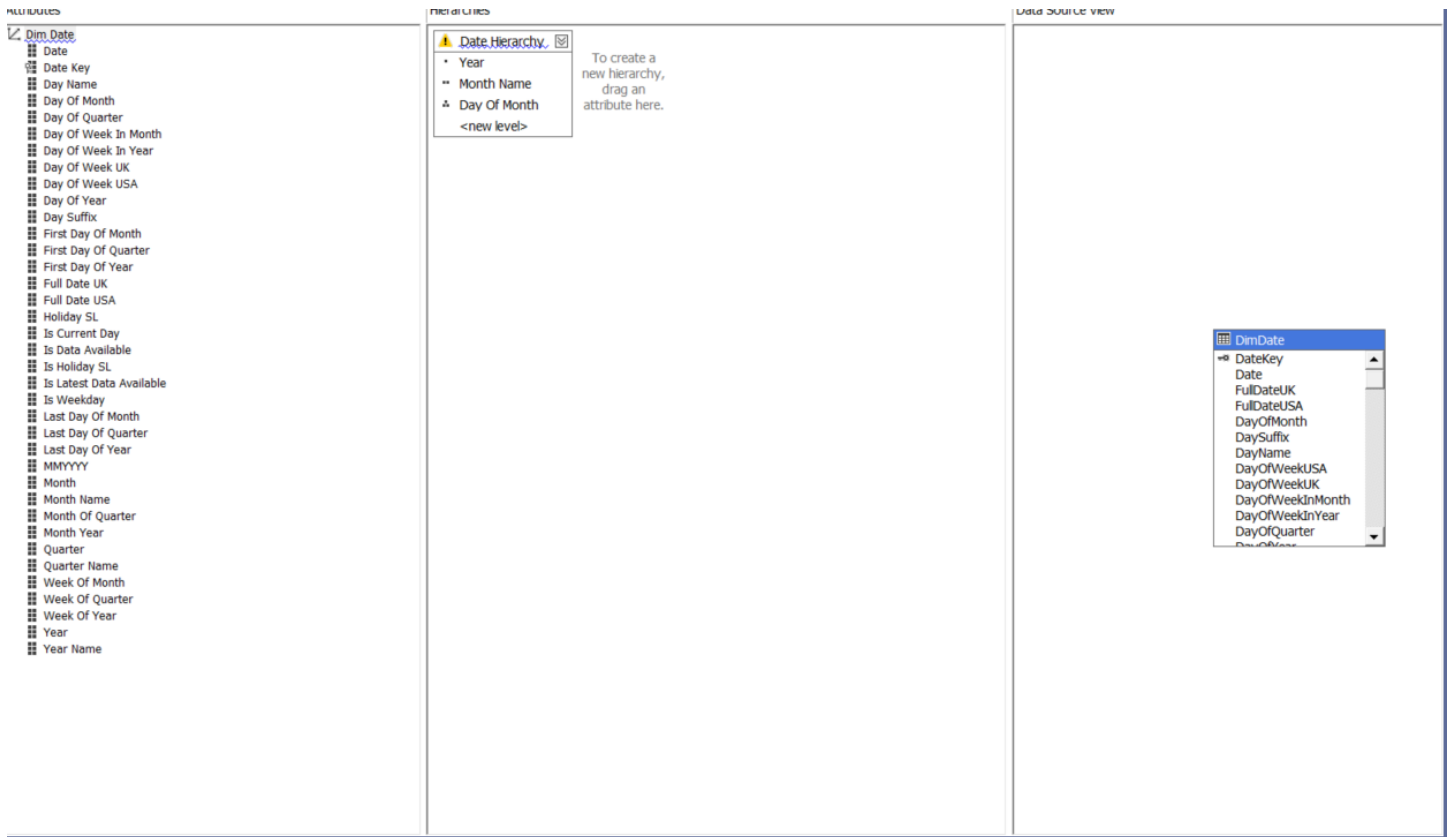 Attributes
Dim Date
Date
Date Key
Day Name
Day Of Month
Day Of Quarter
Day Of Week In Month
Day Of Week In Year
Day Of Week UK
Day Of Week USA
Day Of Year
Day Suffix
First Day Of Month
First Day Of Quarter
First Day Of Year
Full Date UK
Full Date USA
Holiday SL
Is Current Day
Is Data Available
Is Holiday SL
Is Latest Data Available
Is Weekday
Last Day Of Month
Last Day Of Quarter
Last Day Of Year
MMYYYY
Month
Month Name
Month Of Quarter
Month Year
Quarter
Quarter Name
Week Of Month
Week Of Quarter
Week Of Year
Year
Year Name
Hierarchies
Date Hierarchy
Year
Month Name
Day Of Month
<new level>
To create a
new hierarchy,
drag an
attribute here.
Data Source View
DimDate
DateKey
Date
FullDateUK
FullDateUSA
DayOfMonth
DaySuffix
DayName
DayOfWeekUSA
DayOfWeekUK
DayOfWeekInMonth
DayOfWeekInYear
DayOfQuarter
DayOfYear